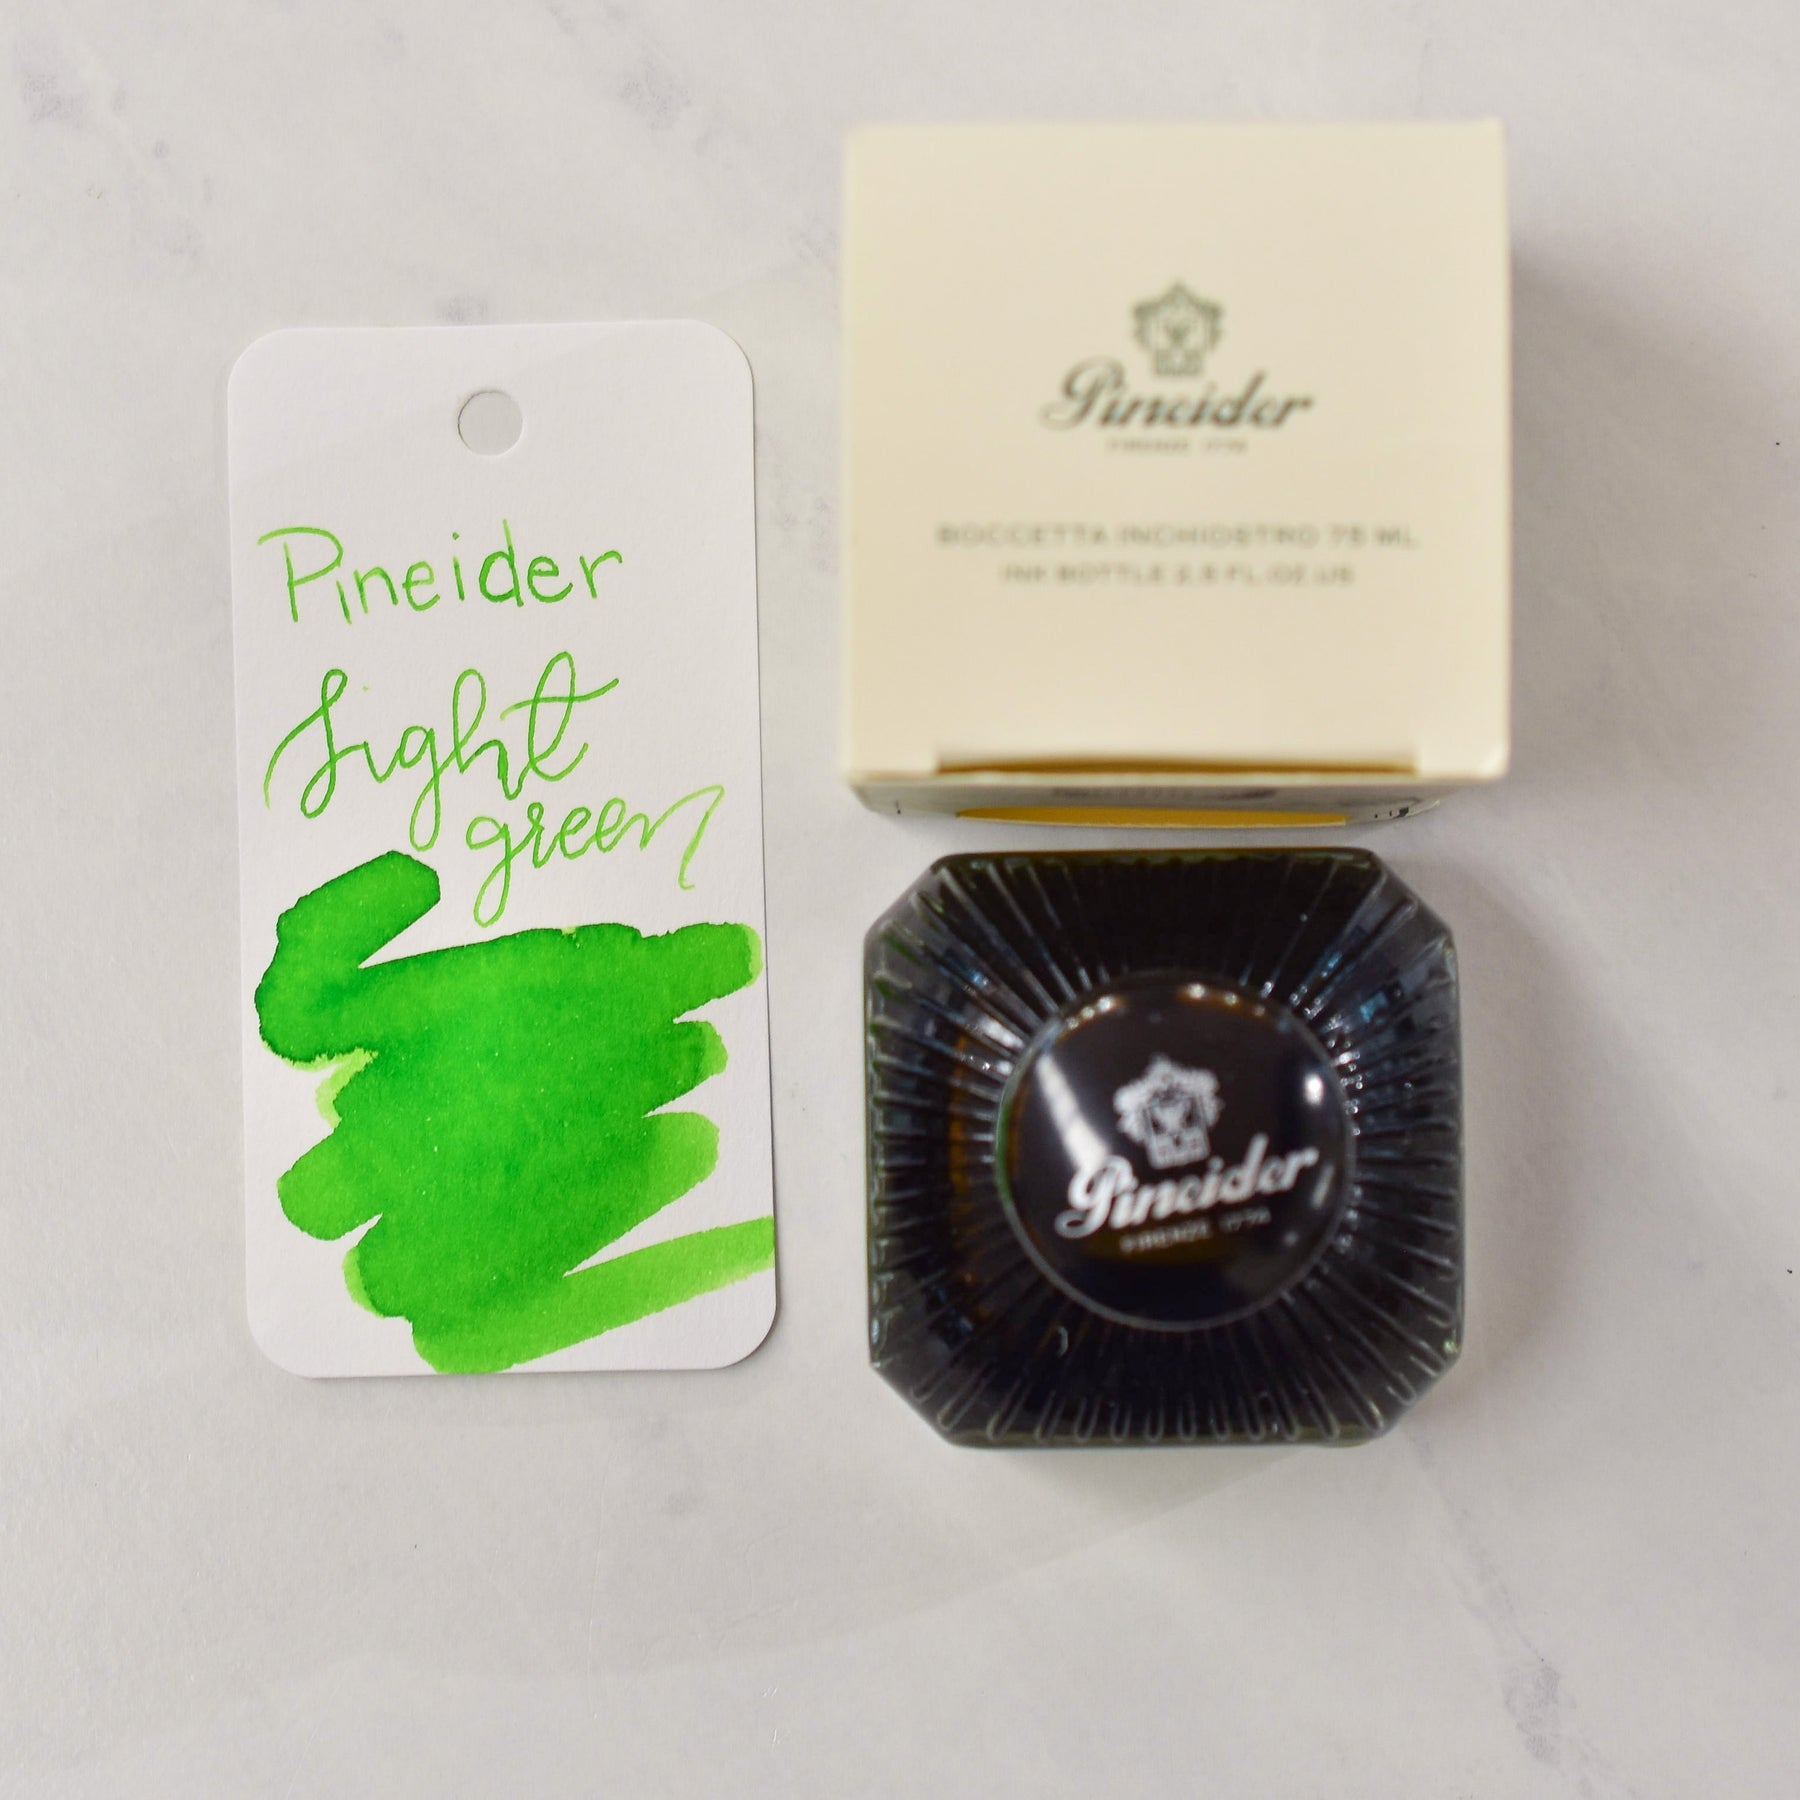 Pineider
Light
green
Pineider
FIRENZE 1774
BOCCETTA INCHIOSTRO 75 ML
INK BOTTLE 2.5 FL.OZ US
Pineider
FIRENZE 1774